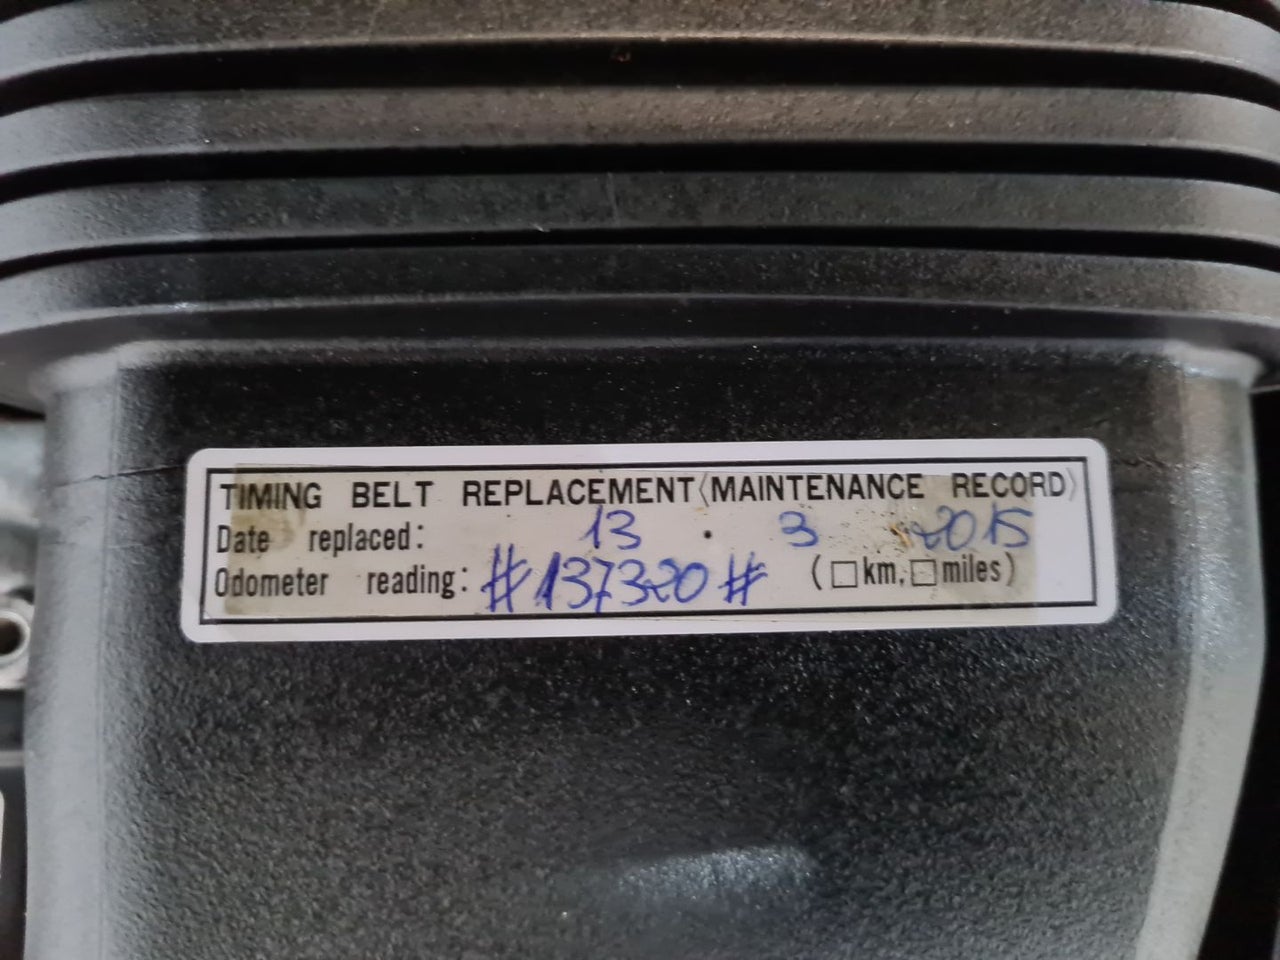 TIMING BELT REPLACEMENT (MAINTENANCE RECORD)
Date replaced: 13 . 3 2015
Odometer reading: #137320# (□km, □miles)